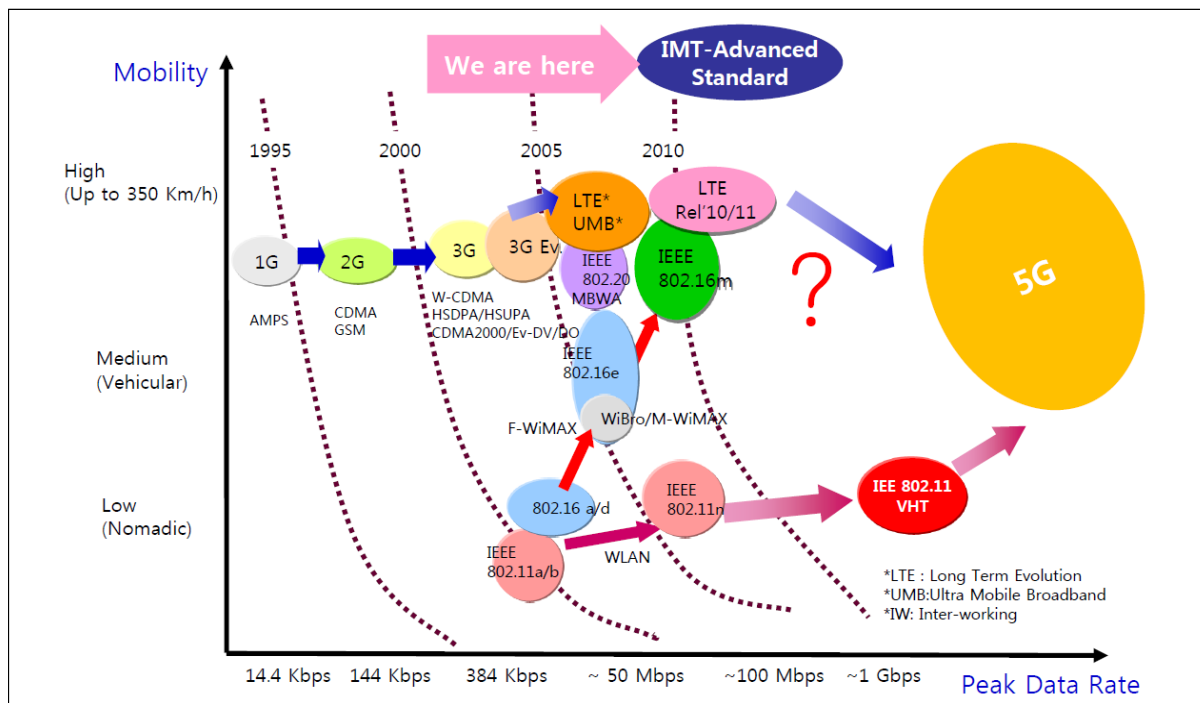 We are here
IMT-Advanced
Standard
Mobility
1995
2000
2005
2010
High
(Up to 350 Km/h)
LTE*
UMB*
LTE
Rel'10/11
1G
2G
3G
3G Ev.
IEEE
802.20
MBWA
IEEE
802.16m
?
5G
AMPS
CDMA
GSM
W-CDMA
HSDPA/HSUPA
CDMA2000/Ev-DV/DO
Medium
(Vehicular)
IEEE
802.16e
F-WiMAX
WiBro/M-WiMAX
Low
(Nomadic)
802.16 a/d
IEEE
802.11n
IEE 802.11
VHT
IEEE
802.11a/b
WLAN
*LTE : Long Term Evolution
*UMB:Ultra Mobile Broadband
*IW: Inter-working
14.4 Kbps
144 Kbps
384 Kbps
~ 50 Mbps
~100 Mbps
~1 Gbps
Peak Data Rate